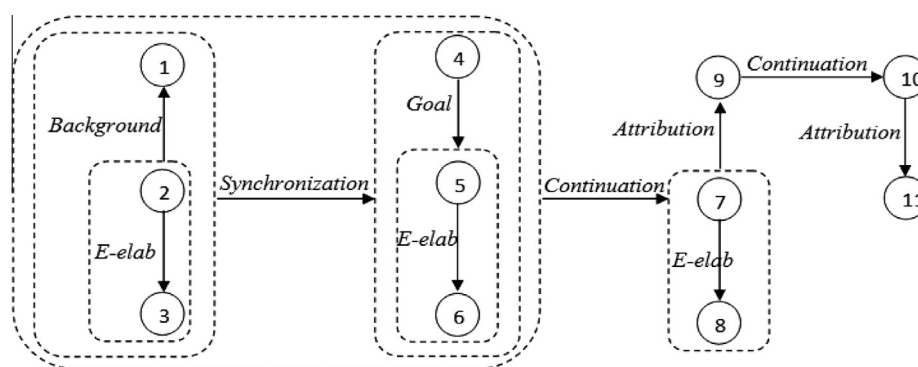 1
4
9
Continuation
10
Background
Goal
Attribution
Attribution
2
Synchronization
5
Continuation
7
11
E-elab
E-elab
E-elab
3
6
8